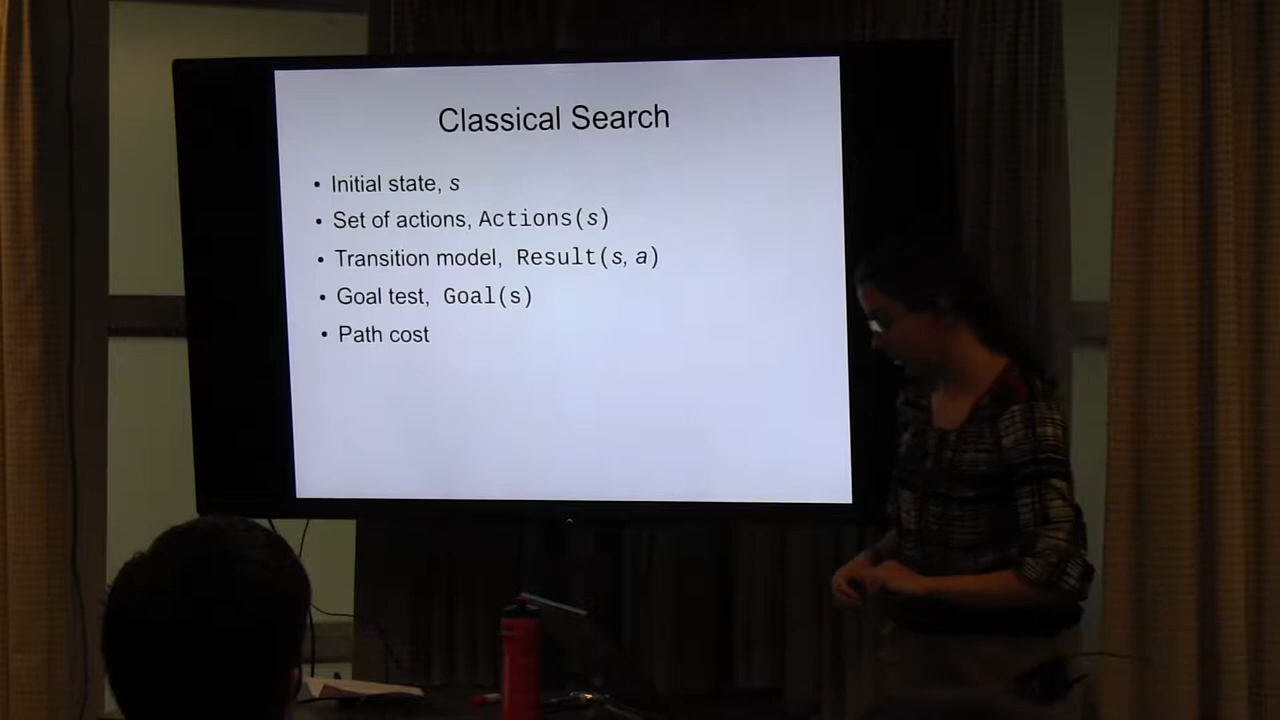 Classical Search
• Initial state, s
• Set of actions, Actions(s)
• Transition model, Result(s, a)
• Goal test, Goal(s)
• Path cost